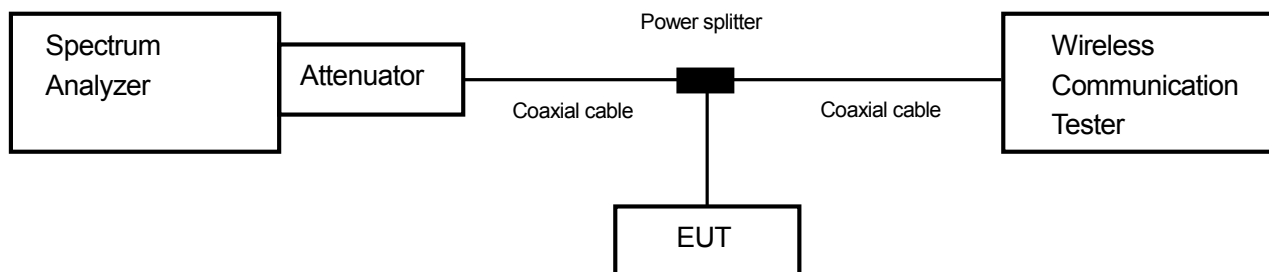 Power splitter
Spectrum
Analyzer
Attenuator
Wireless
Communication
Tester
Coaxial cable
Coaxial cable
EUT